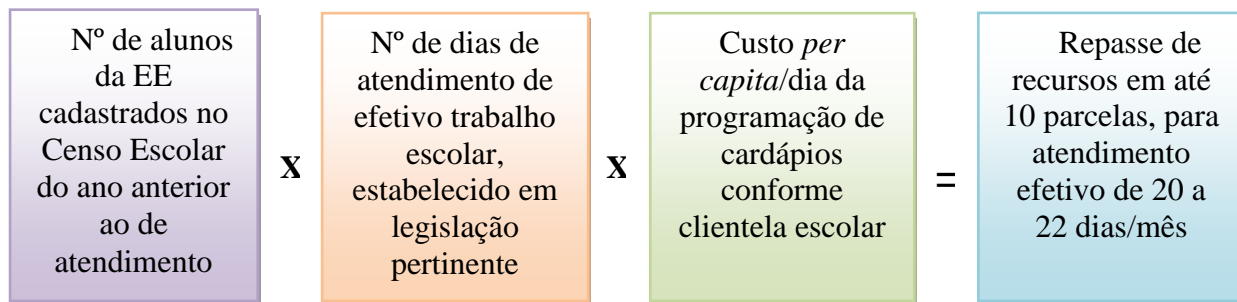 Nº de alunos
da EE
cadastrados no
Censo Escolar
do ano anterior
ao de
atendimento
X
Nº de dias de
atendimento de
efetivo trabalho
escolar,
estabelecido em
legislação
pertinente
X
Custo per
capita/dia da
programação de
cardápios
conforme
clientela escolar
=
Repasse de
recursos em até
10 parcelas, para
atendimento
efetivo de 20 a
22 dias/mês